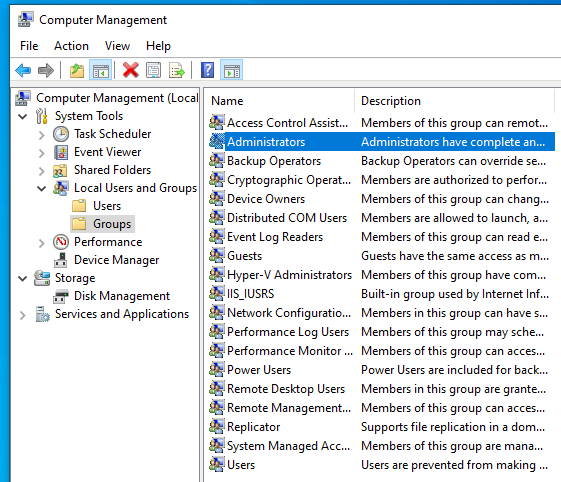 Computer Management
File Action View Help
Computer Management (Local
System Tools
Task Scheduler
Event Viewer
Shared Folders
Local Users and Groups
Users
Groups
Performance
Device Manager
Storage
Disk Management
Services and Applications
Name Description
Access Control Assist... Members of this group can remot...
Administrators Administrators have complete an...
Backup Operators Backup Operators can override se...
Cryptographic Operat... Members are authorized to perfor...
Device Owners Members of this group can chang...
Distributed COM Users Members are allowed to launch, a...
Event Log Readers Members of this group can read e...
Guests Guests have the same access as m...
Hyper-V Administrators Members of this group have com...
IIS_IUSRS Built-in group used by Internet Inf...
Network Configuratio... Members in this group can have s...
Performance Log Users Members of this group may sche...
Performance Monitor ... Members of this group can acces...
Power Users Power Users are included for back...
Remote Desktop Users Members in this group are grante...
Remote Management... Members of this group can acces...
Replicator Supports file replication in a dom...
System Managed Acc... Members of this group are mana...
Users Users are prevented from making ...